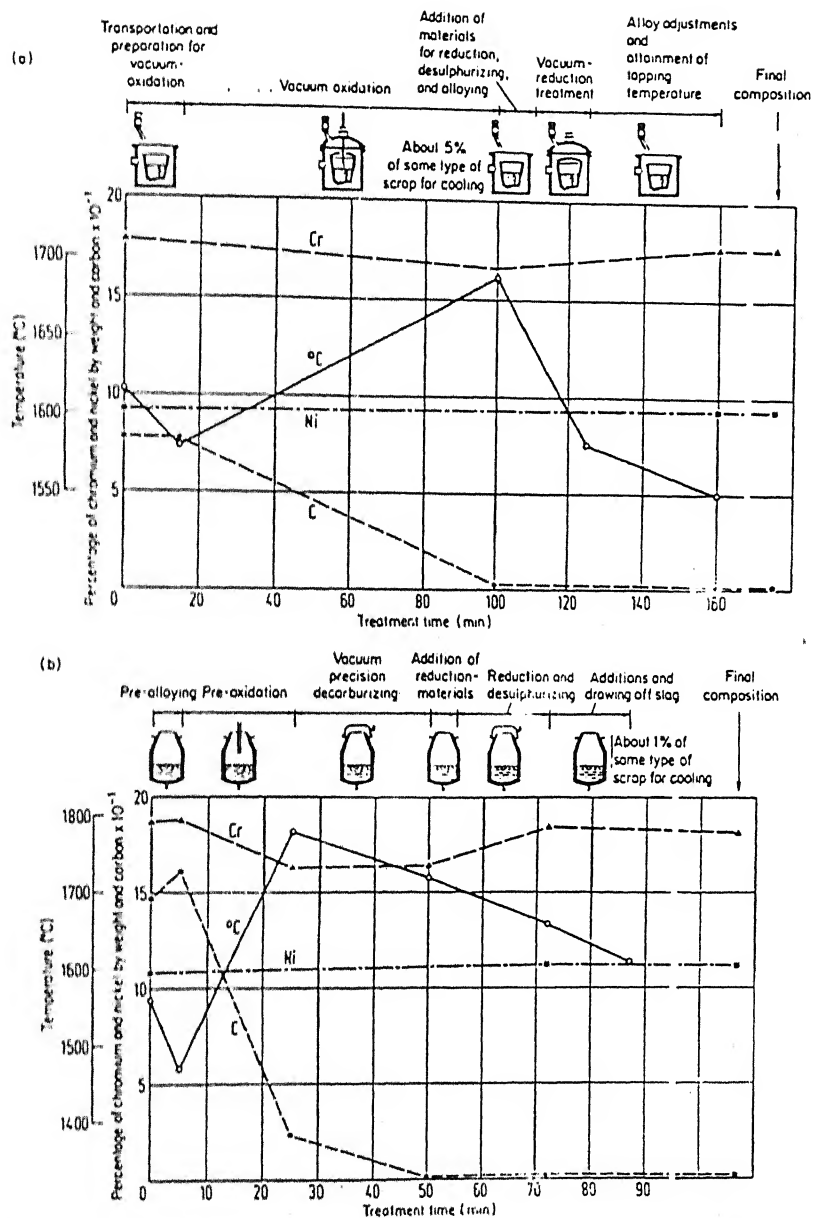 (a)
Transportation and
preparation for
vacuum-
oxidation
Vacuum oxidation
Addition of
materials
for reduction,
desulphurizing,
and alloying
Vacuum-
reduction
treatment
Alloy adjustments
and
attainment of
tapping
temperature
Final
composition
About 5%
of same type of
scrap for cooling
Temperature (°C)
1700
1650
1600
1550
Percentage of chromium and nickel by weight and carbon x 10⁻¹
20
15
10
5
0
Cr
°C
Ni
C
0 20 40 60 80 100 120 140 160
Treatment time (min)
(b)
Pre-alloying
Pre-oxidation
Vacuum
precision
decarburizing
Addition of
reduction-
materials
Reduction and
desulphurizing
Additions and
drawing off slag
Final
composition
About 1% of
same type of
scrap for cooling
Temperature (°C)
1800
1700
1600
1500
1400
Percentage of chromium and nickel by weight and carbon x 10⁻¹
20
15
10
5
0
Cr
°C
Ni
C
0 10 20 30 40 50 60 70 80 90
Treatment time (min)